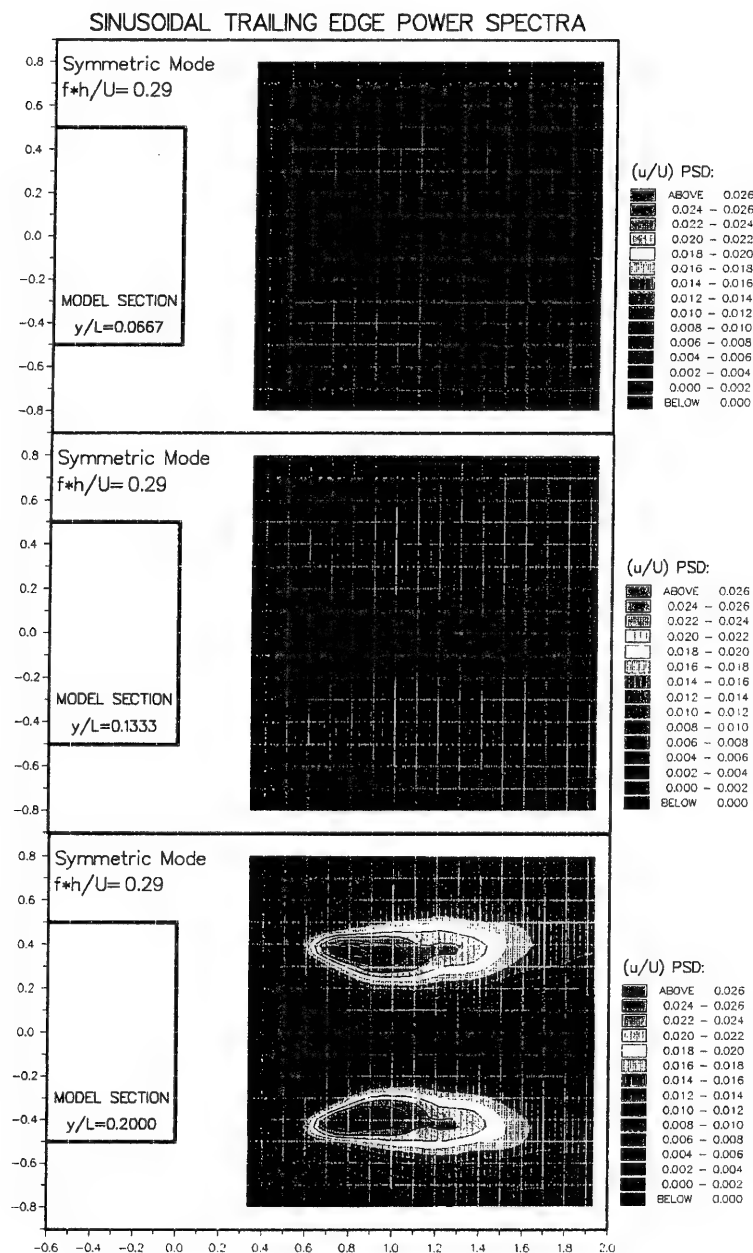 SINUSOIDAL TRAILING EDGE POWER SPECTRA
0.8
0.6
0.4
0.2
0.0
-0.2
-0.4
-0.6
-0.8
Symmetric Mode
f*h/U= 0.29
MODEL SECTION
y/L=0.0667
(u/U) PSD:
ABOVE 0.026
0.024 - 0.026
0.022 - 0.024
0.020 - 0.022
0.018 - 0.020
0.016 - 0.018
0.014 - 0.016
0.012 - 0.014
0.010 - 0.012
0.008 - 0.010
0.006 - 0.008
0.004 - 0.006
0.002 - 0.004
0.000 - 0.002
BELOW 0.000
0.8
0.6
0.4
0.2
0.0
-0.2
-0.4
-0.6
-0.8
Symmetric Mode
f*h/U= 0.29
MODEL SECTION
y/L=0.1333
(u/U) PSD:
ABOVE 0.026
0.024 - 0.026
0.022 - 0.024
0.020 - 0.022
0.018 - 0.020
0.016 - 0.018
0.014 - 0.016
0.012 - 0.014
0.010 - 0.012
0.008 - 0.010
0.006 - 0.008
0.004 - 0.006
0.002 - 0.004
0.000 - 0.002
BELOW 0.000
0.8
0.6
0.4
0.2
0.0
-0.2
-0.4
-0.6
-0.8
Symmetric Mode
f*h/U= 0.29
MODEL SECTION
y/L=0.2000
(u/U) PSD:
ABOVE 0.026
0.024 - 0.026
0.022 - 0.024
0.020 - 0.022
0.018 - 0.020
0.016 - 0.018
0.014 - 0.016
0.012 - 0.014
0.010 - 0.012
0.008 - 0.010
0.006 - 0.008
0.004 - 0.006
0.002 - 0.004
0.000 - 0.002
BELOW 0.000
-0.6 -0.4 -0.2 0.0 0.2 0.4 0.6 0.8 1.0 1.2 1.4 1.6 1.8 2.0